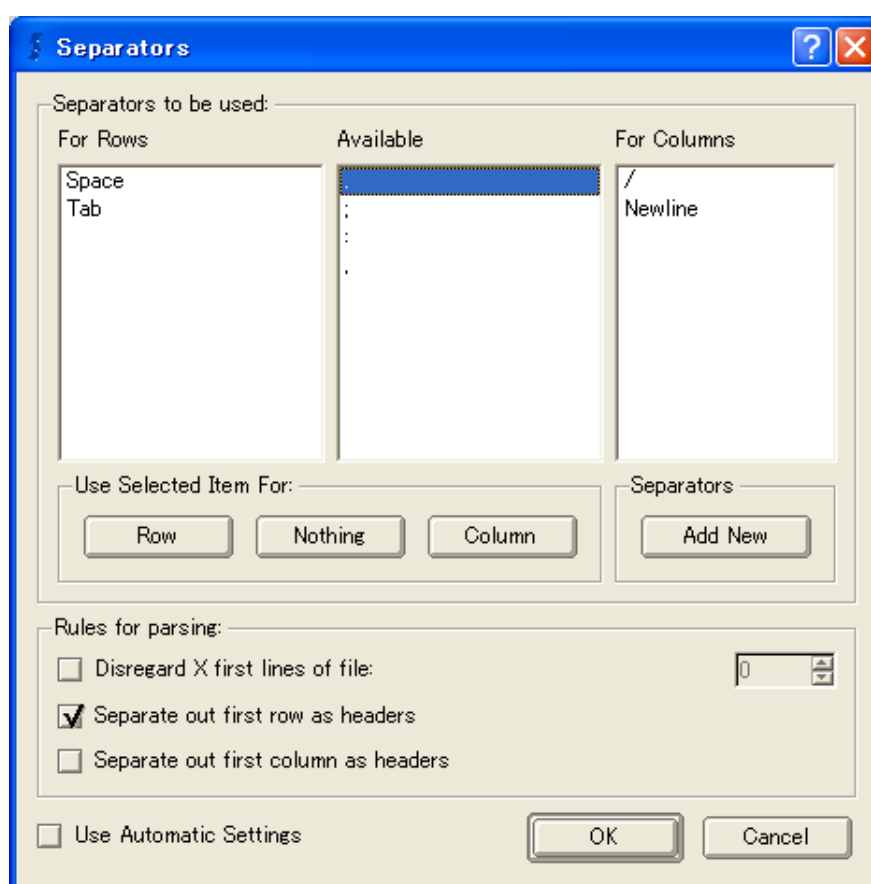 Separators
Separators to be used:
For Rows
Available
For Columns
Space
Tab
.
;
:
/
Newline
Use Selected Item For:
Row
Nothing
Column
Separators
Add New
Rules for parsing:
Disregard X first lines of file:
0
Separate out first row as headers
Separate out first column as headers
Use Automatic Settings
OK
Cancel